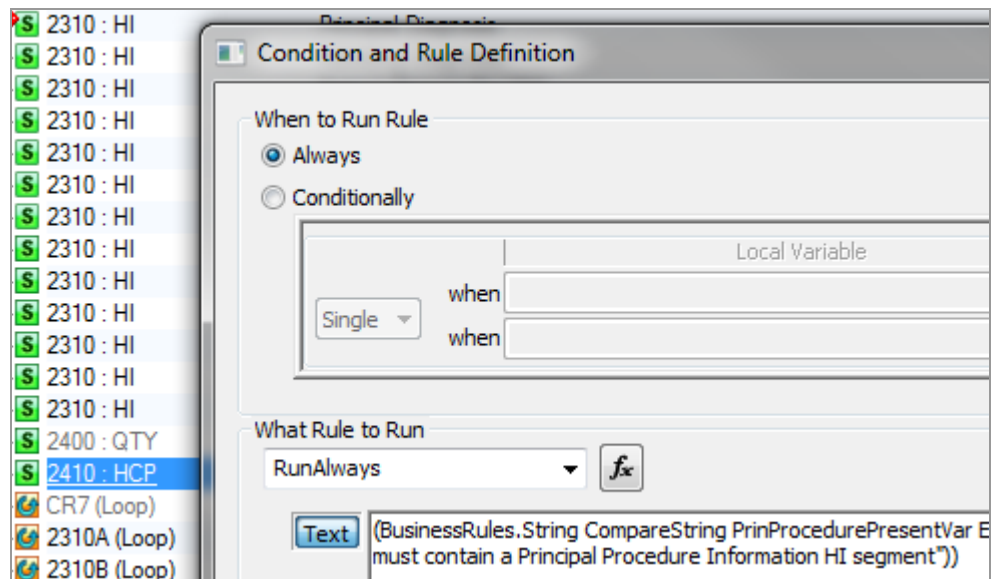 S 2310 : HI
Principal Diagnosis
S 2310 : HI
S 2310 : HI
S 2310 : HI
S 2310 : HI
S 2310 : HI
S 2310 : HI
S 2310 : HI
S 2310 : HI
S 2310 : HI
S 2310 : HI
S 2310 : HI
S 2310 : HI
S 2400 : QTY
S 2410 : HCP
CR7 (Loop)
2310A (Loop)
2310B (Loop)
Condition and Rule Definition
When to Run Rule
Always
Conditionally
Local Variable
when
Single
when
What Rule to Run
RunAlways
fx
Text
(BusinessRules.String CompareString PrinProcedurePresentVar E
must contain a Principal Procedure Information HI segment"))